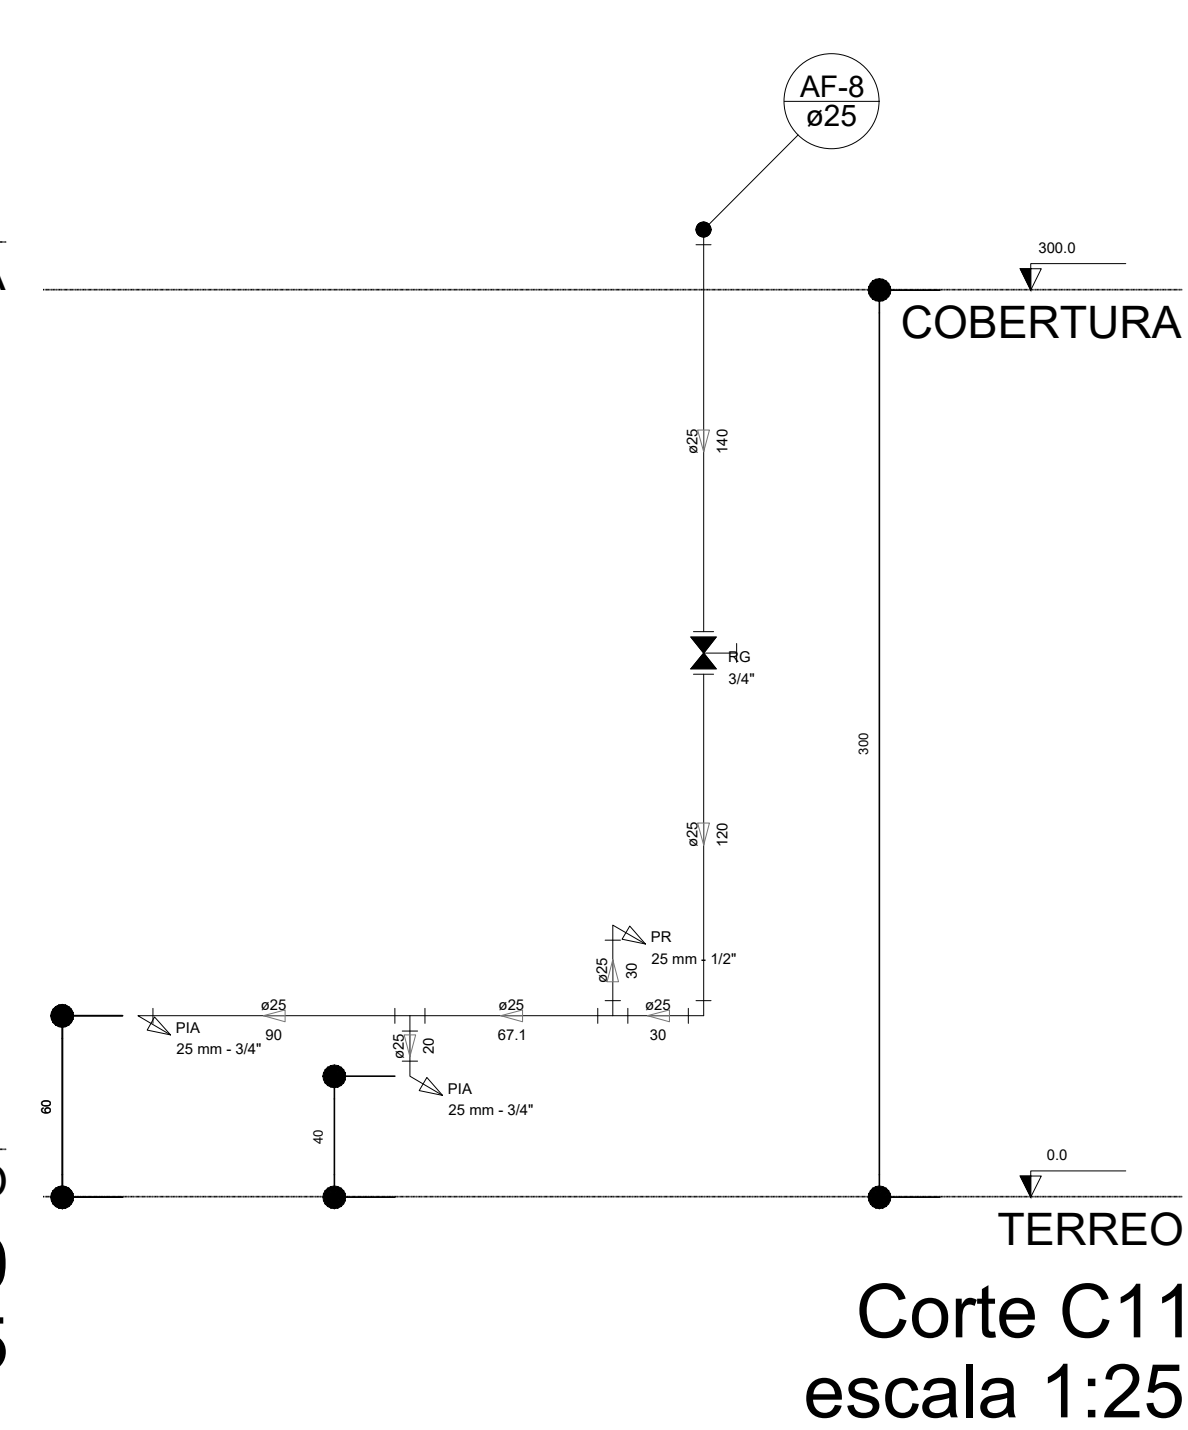 AF-8
ø25
300.0
COBERTURA
ø25
140
RG
3/4"
300
ø25
120
PR
25 mm - 1/2"
ø25
30
ø25
90
ø25
67.1
ø25
30
PIA
25 mm - 3/4"
ø25
20
PIA
25 mm - 3/4"
60
40
0.0
TERREO
Corte C11
escala 1:25